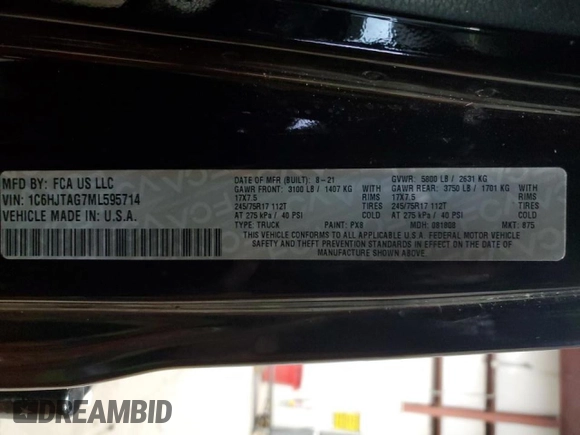 MFD BY: FCA US LLC
VIN: 1C6HJTAG7ML595714
VEHICLE MADE IN U.S.A.
DATE OF MFR (BUILT): 8-21 GVWR: 5800 LB / 2631 KG
GAWR FRONT: 3100 LB / 1407 KG WITH GAWR REAR: 3750 LB / 1701 KG WITH
17X7.5 RIMS 17X7.5 RIMS
245/75R17 112T TIRES 245/75R17 112T TIRES
AT 275 kPa / 40 PSI COLD AT 275 kPa / 40 PSI COLD
TYPE: TRUCK PAINT: PX8 MDH: 081800 MKT: 875
THIS VEHICLE CONFORMS TO ALL APPLICABLE U.S.A. FEDERAL MOTOR VEHICLE
SAFETY AND THEFT PREVENTION STANDARDS IN EFFECT ON THE DATE OF
MANUFACTURE SHOWN ABOVE.
DREAMBID